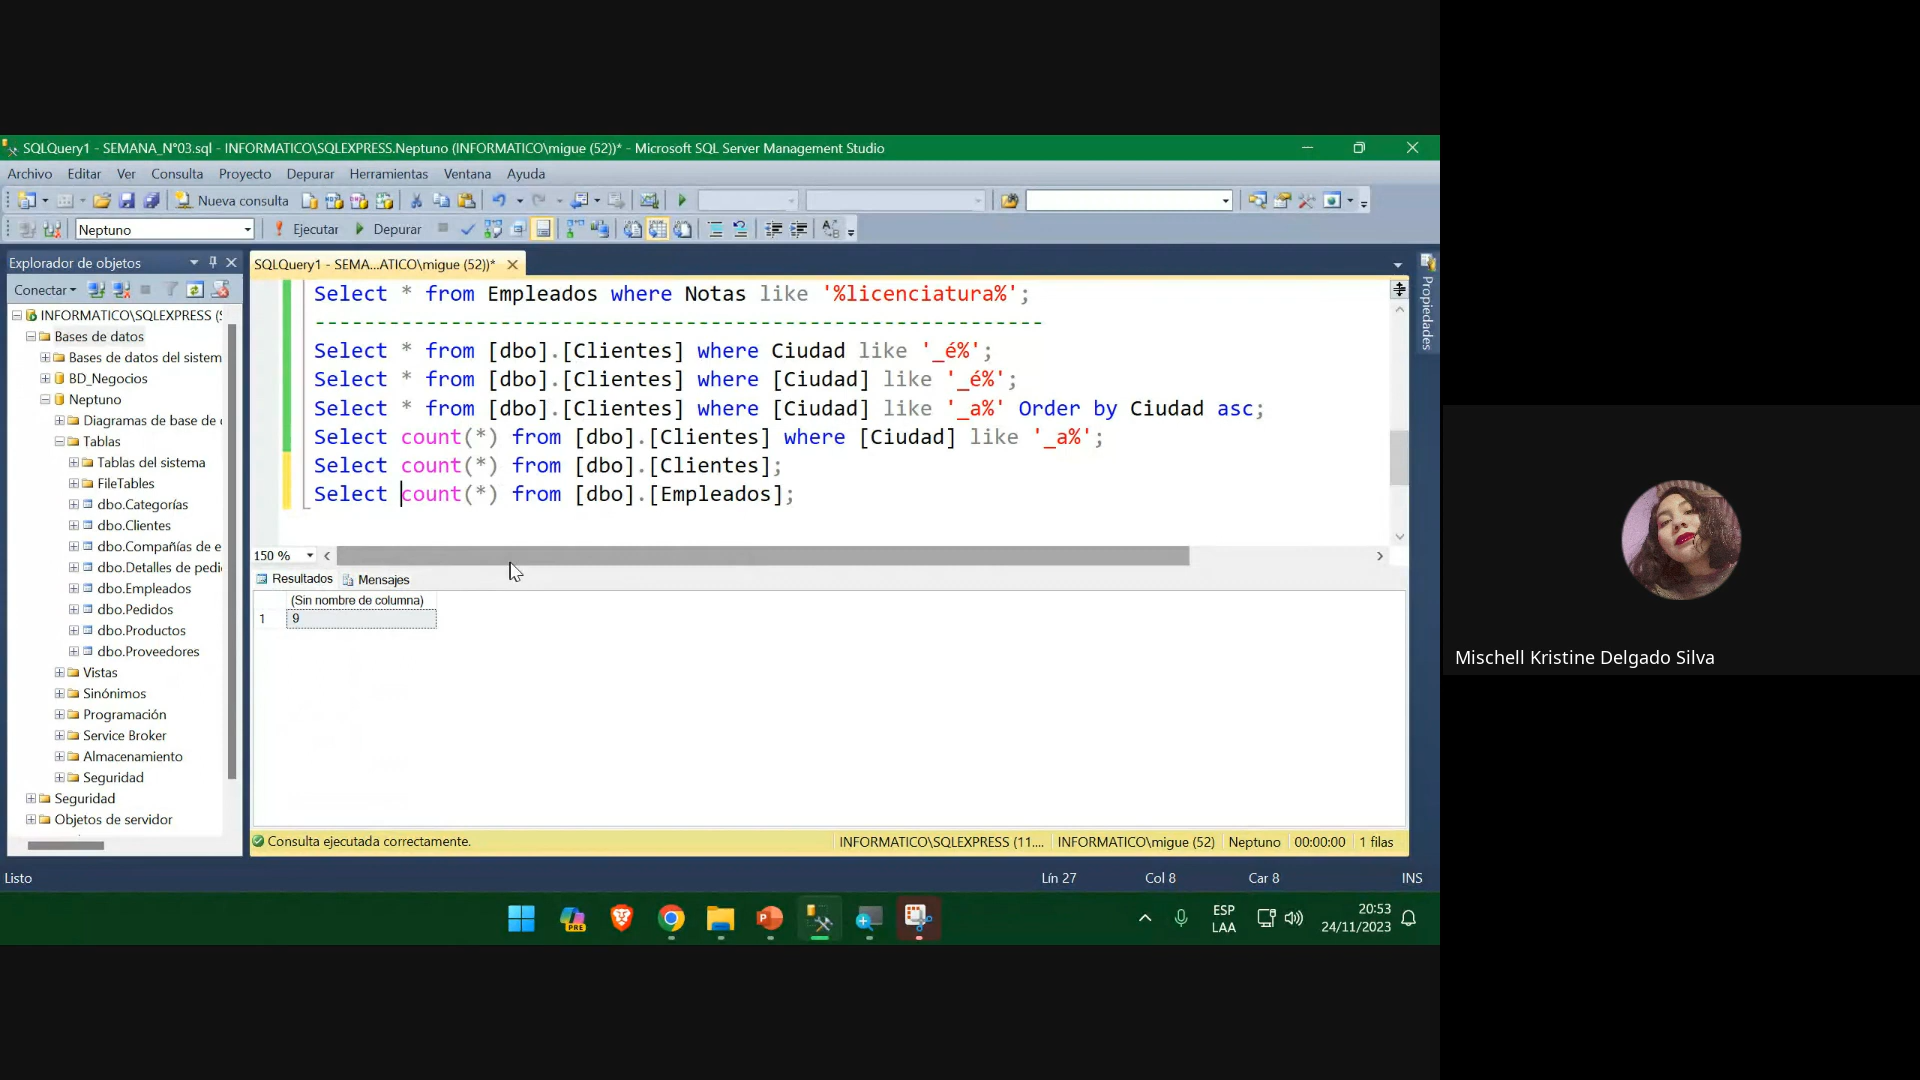 SQLQuery1 - SEMANA_N°03.sql - INFORMATICO\SQLEXPRESS.Neptuno (INFORMATICO\migue (52))* - Microsoft SQL Server Management Studio
Archivo Editar Ver Consulta Proyecto Depurar Herramientas Ventana Ayuda
Nueva consulta
Neptuno Ejecutar Depurar
Explorador de objetos
Conectar
INFORMATICO\SQLEXPRESS (
Bases de datos
Bases de datos del sistem
BD_Negocios
Neptuno
Diagramas de base de
Tablas
Tablas del sistema
FileTables
dbo.Categorías
dbo.Clientes
dbo.Compañías de e
dbo.Detalles de pedi
dbo.Empleados
dbo.Pedidos
dbo.Productos
dbo.Proveedores
Vistas
Sinónimos
Programación
Service Broker
Almacenamiento
Seguridad
Seguridad
Objetos de servidor
SQLQuery1 - SEMA...ATICO\migue (52))*
Select * from Empleados where Notas like '%licenciatura%';
-----------------------------------------------------------
Select * from [dbo].[Clientes] where Ciudad like '_é%';
Select * from [dbo].[Clientes] where [Ciudad] like '_é%';
Select * from [dbo].[Clientes] where [Ciudad] like '_a%' Order by Ciudad asc;
Select count(*) from [dbo].[Clientes] where [Ciudad] like '_a%';
Select count(*) from [dbo].[Clientes];
Select count(*) from [dbo].[Empleados];
150 %
Resultados Mensajes
(Sin nombre de columna)
1 9
Consulta ejecutada correctamente. INFORMATICO\SQLEXPRESS (11.... INFORMATICO\migue (52) Neptuno 00:00:00 1 filas
Propiedades
Listo Lín 27 Col 8 Car 8 INS
PRE
ESP
LAA
20:53
24/11/2023
Mischell Kristine Delgado Silva